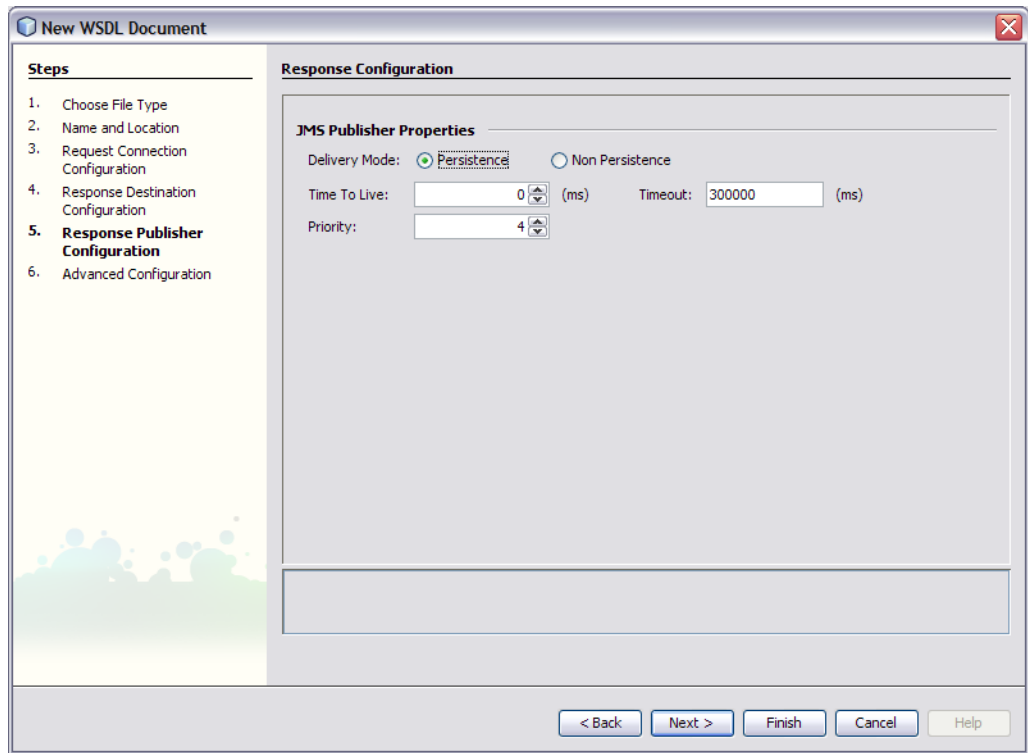 New WSDL Document
Steps
1. Choose File Type
2. Name and Location
3. Request Connection
Configuration
4. Response Destination
Configuration
5. Response Publisher
Configuration
6. Advanced Configuration
Response Configuration
JMS Publisher Properties
Delivery Mode: Persistence Non Persistence
Time To Live: 0 (ms) Timeout: 300000 (ms)
Priority: 4
< Back Next > Finish Cancel Help